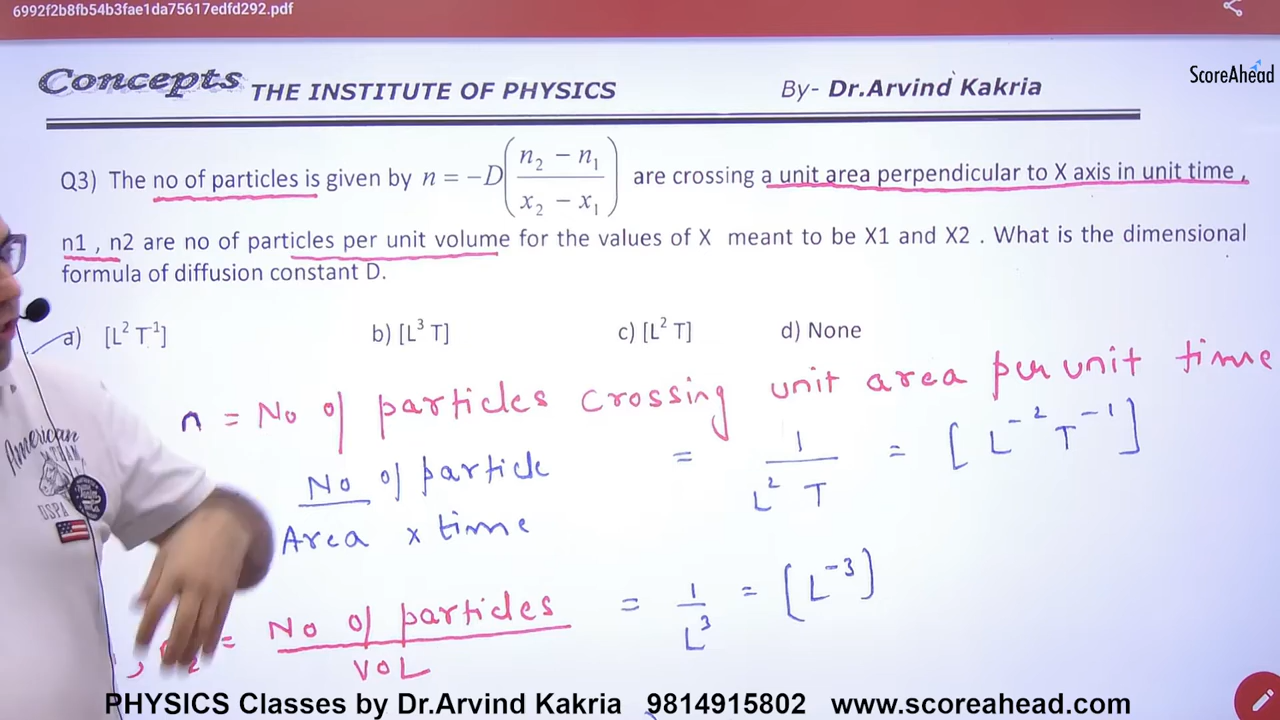 6992f2b8fb54b3fae1da75617edfd292.pdf
Concepts THE INSTITUTE OF PHYSICS By- Dr.Arvind Kakria
ScoreAhead
Q3) The no of particles is given by n = -D((n₂ - n₁)/(x₂ - x₁)) are crossing a unit area perpendicular to X axis in unit time ,
n1 , n2 are no of particles per unit volume for the values of X meant to be X1 and X2 . What is the dimensional
formula of diffusion constant D.
a) [L² T¹] b) [L³ T] c) [L² T] d) None
n = No of particles crossing unit area per unit time
No of particle / Area x time = 1 / L² T = [L⁻² T⁻¹]
, n₂ = No of particles / VOL = 1 / L³ = [L⁻³]
American
USPA
PHYSICS Classes by Dr.Arvind Kakria 9814915802 www.scoreahead.com